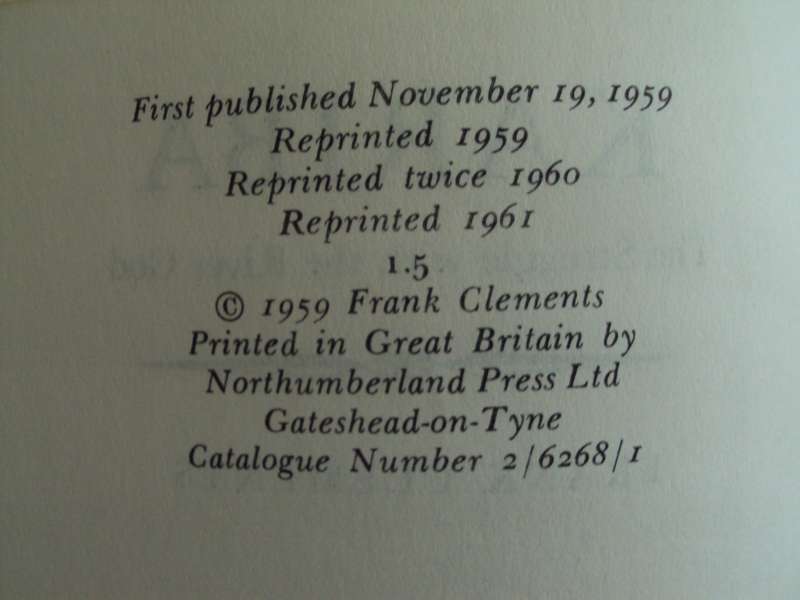 First published November 19, 1959
Reprinted 1959
Reprinted twice 1960
Reprinted 1961
1.5
© 1959 Frank Clements
Printed in Great Britain by
Northumberland Press Ltd
Gateshead-on-Tyne
Catalogue Number 2/6268/1